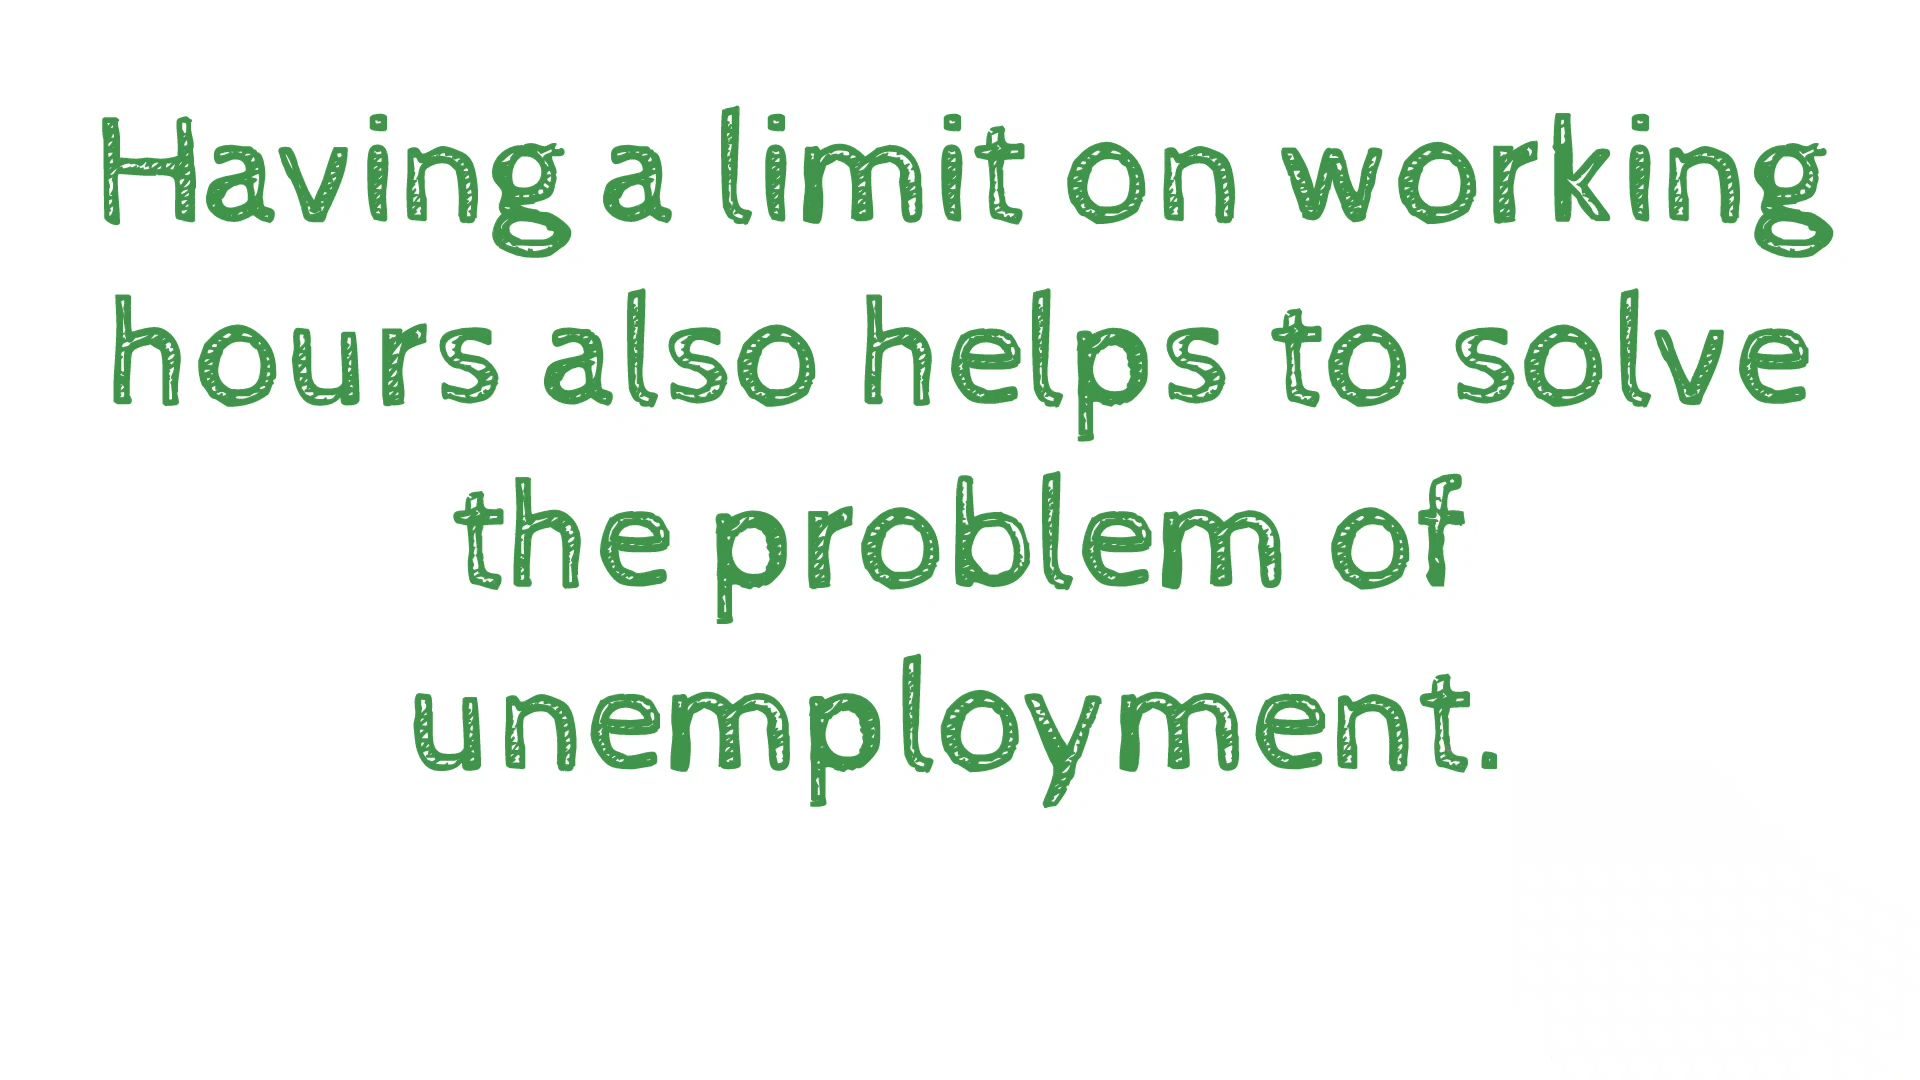 Having a limit on working
hours also helps to solve
the problem of
unemployment.